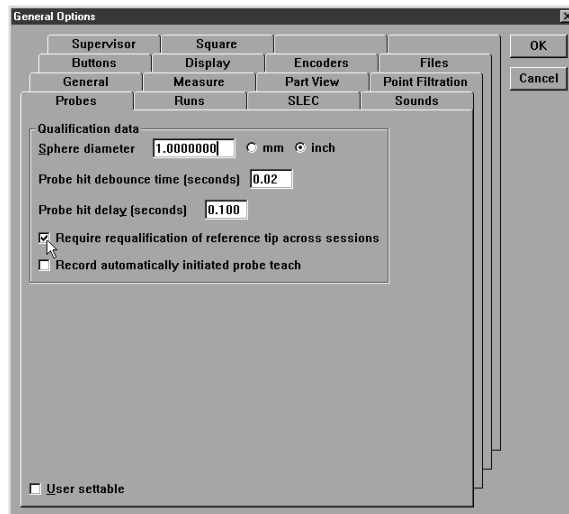 General Options
Supervisor Square
OK
Buttons Display Encoders Files
General Measure Part View Point Filtration
Cancel
Probes Runs SLEC Sounds
Qualification data
Sphere diameter 1.0000000 mm inch
Probe hit debounce time (seconds) 0.02
Probe hit delay (seconds) 0.100
Require requalification of reference tip across sessions
Record automatically initiated probe teach
User settable